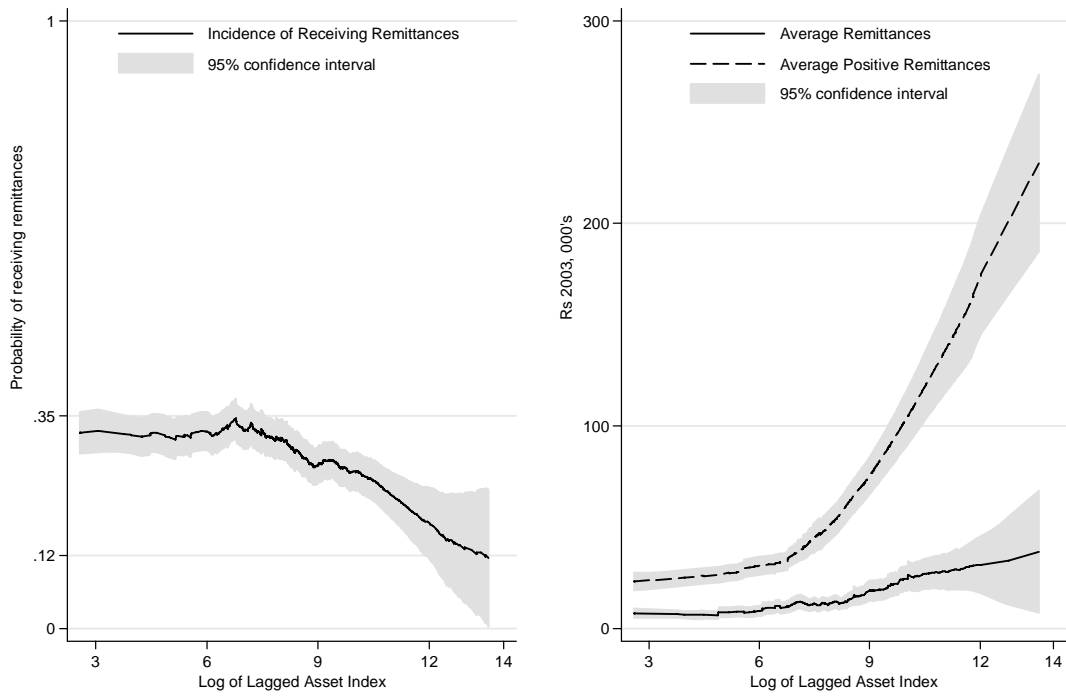 1
Incidence of Receiving Remittances
95% confidence interval
Probability of receiving remittances
.35
.12
0
3
6
9
12
14
Log of Lagged Asset Index
300
Average Remittances
Average Positive Remittances
95% confidence interval
Rs 2003, 000's
200
100
0
3
6
9
12
14
Log of Lagged Asset Index